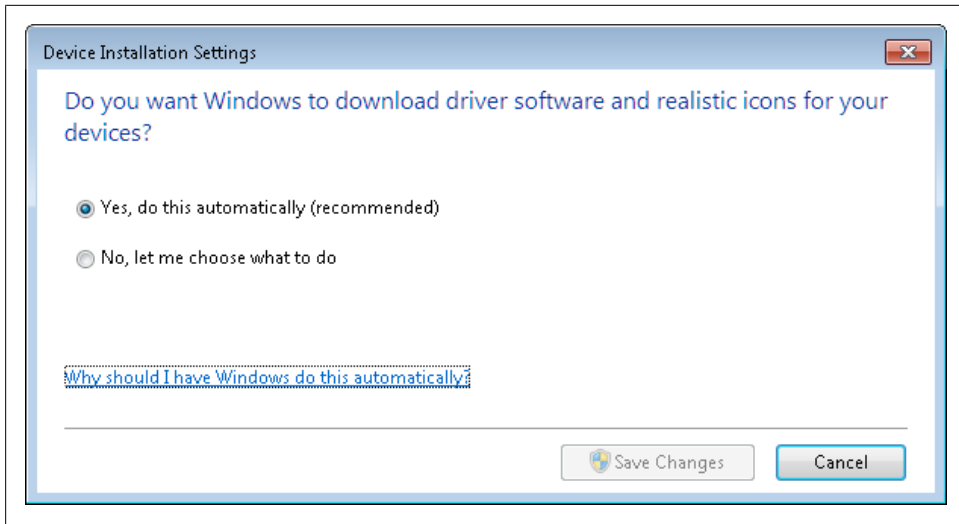 Device Installation Settings
Do you want Windows to download driver software and realistic icons for your
devices?
Yes, do this automatically (recommended)
No, let me choose what to do
Why should I have Windows do this automatically?
Save Changes
Cancel